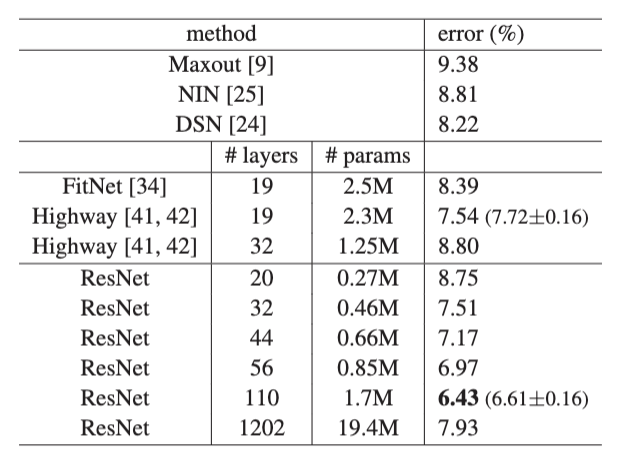 method error (%)
Maxout [9] 9.38
NIN [25] 8.81
DSN [24] 8.22
# layers # params
FitNet [34] 19 2.5M 8.39
Highway [41, 42] 19 2.3M 7.54 (7.72±0.16)
Highway [41, 42] 32 1.25M 8.80
ResNet 20 0.27M 8.75
ResNet 32 0.46M 7.51
ResNet 44 0.66M 7.17
ResNet 56 0.85M 6.97
ResNet 110 1.7M 6.43 (6.61±0.16)
ResNet 1202 19.4M 7.93